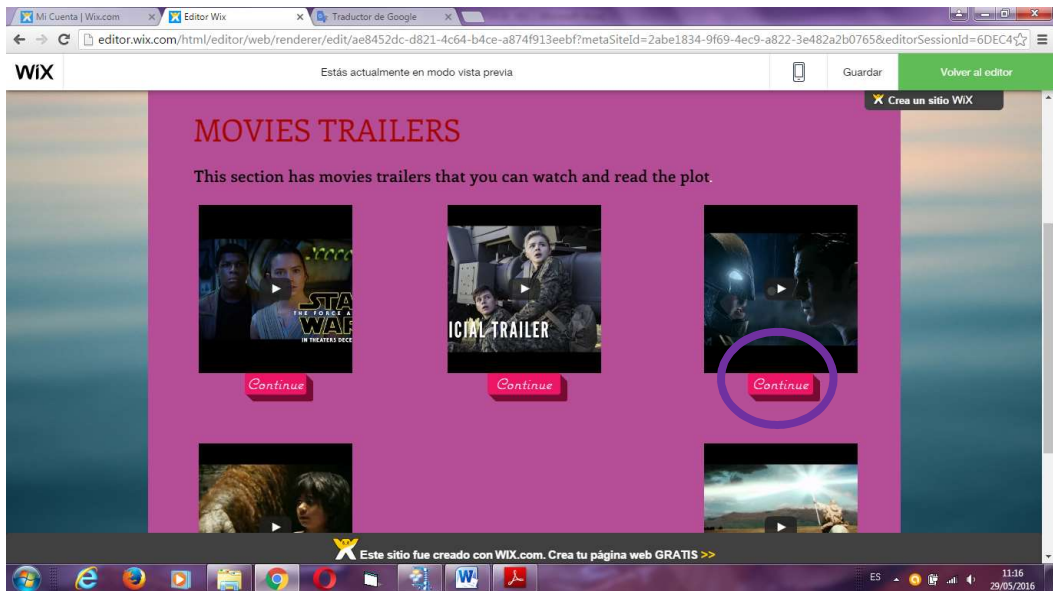 Mi Cuenta | Wix.com
Editor Wix
Traductor de Google
editor.wix.com/html/editor/web/renderer/edit/ae8452dc-d821-4c64-b4ce-a874f913eebf?metaSiteId=2abe1834-9f69-4ec9-a822-3e482a2b0765&editorSessionId=6DEC4
WiX
Estás actualmente en modo vista previa
Guardar
Volver al editor
Crea un sitio WiX
MOVIES TRAILERS
This section has movies trailers that you can watch and read the plot.
STA
THE FORCE A
WAR
IN THEATERS DECE
ICIAL TRAILER
Continue
Continue
Continue
Este sitio fue creado con WIX.com. Crea tu página web GRATIS >>
ES
11:16
29/05/2016